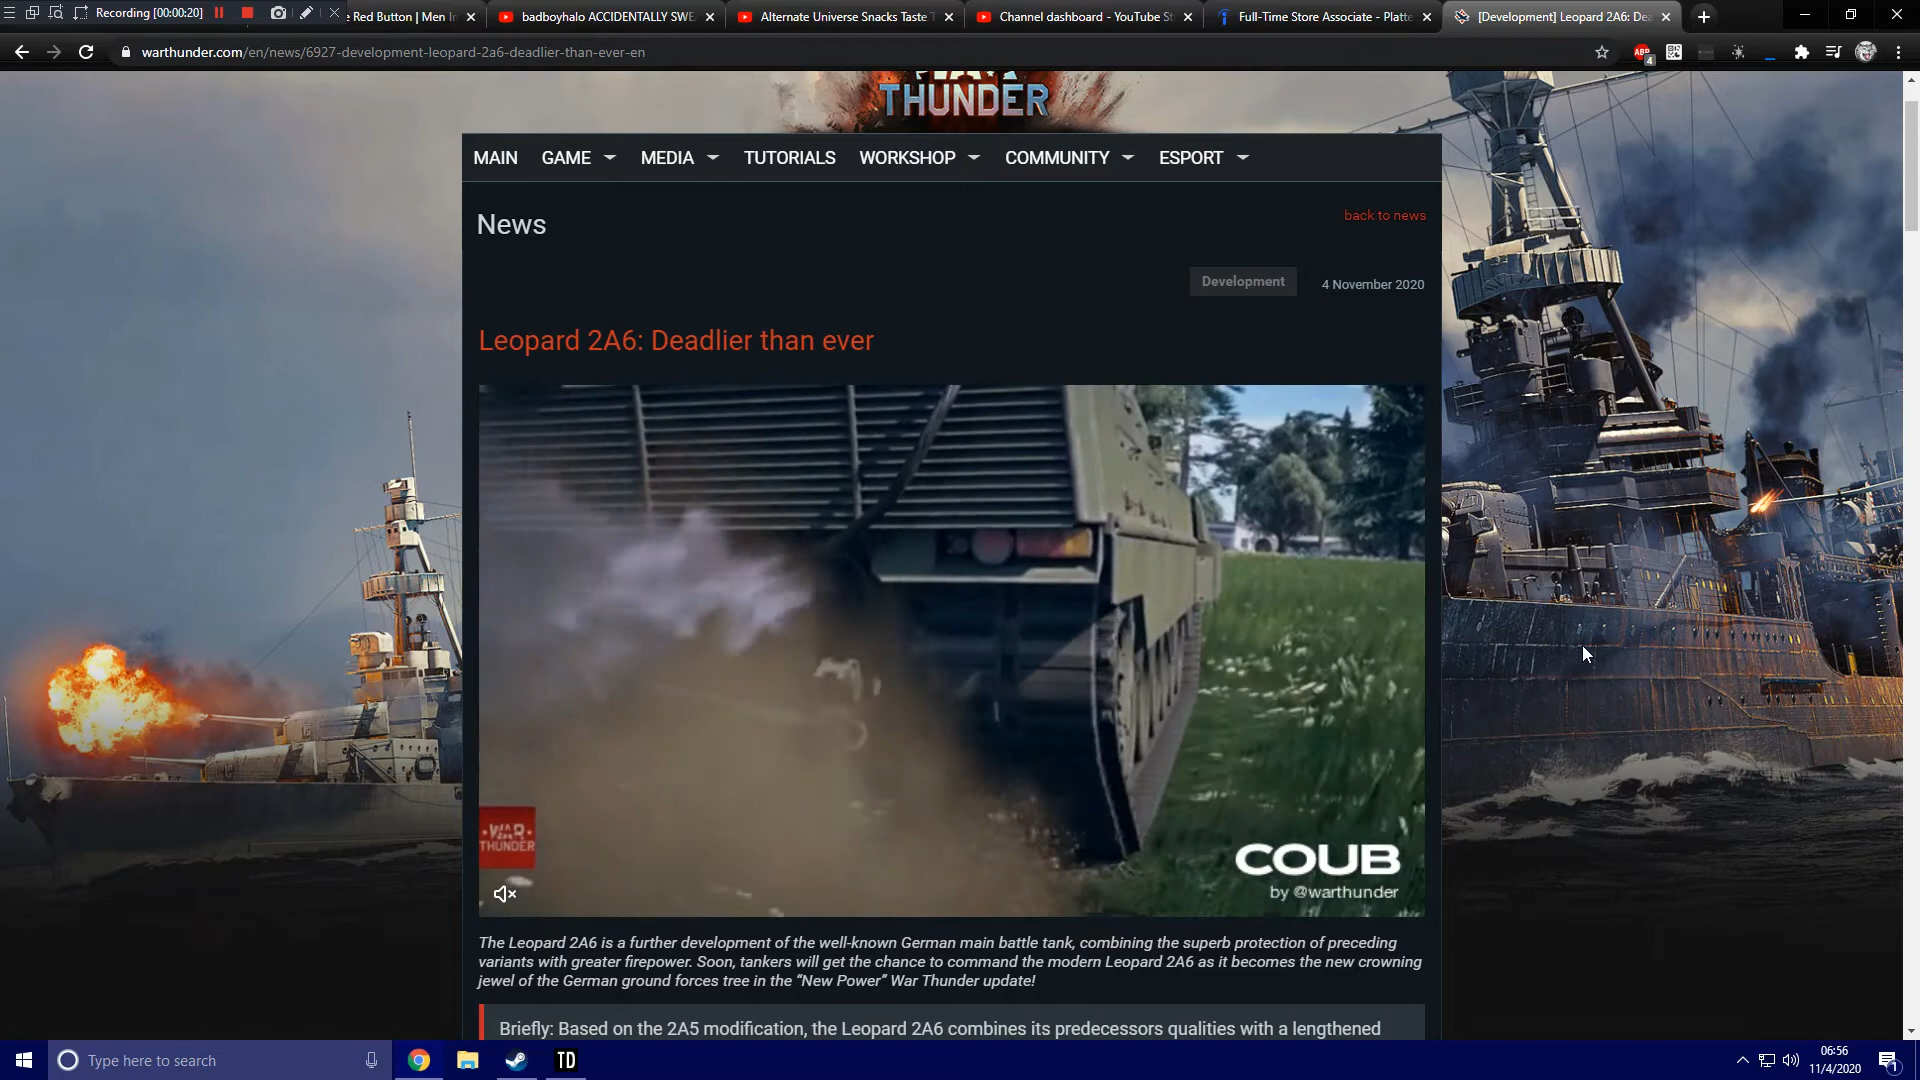 Recording [00:00:20]
e Red Button | Men I
badboyhalo ACCIDENTALLY SWE
Alternate Universe Snacks Taste T
Channel dashboard - YouTube St
Full-Time Store Associate - Platte
[Development] Leopard 2A6: Dea
warthunder.com/en/news/6927-development-leopard-2a6-deadlier-than-ever-en
ABP
4
WAR
THUNDER
MAIN GAME MEDIA TUTORIALS WORKSHOP COMMUNITY ESPORT
News
back to news
Development
4 November 2020
Leopard 2A6: Deadlier than ever
WAR
THUNDER
COUB
by @warthunder
The Leopard 2A6 is a further development of the well-known German main battle tank, combining the superb protection of preceding
variants with greater firepower. Soon, tankers will get the chance to command the modern Leopard 2A6 as it becomes the new crowning
jewel of the German ground forces tree in the “New Power” War Thunder update!
Briefly: Based on the 2A5 modification, the Leopard 2A6 combines its predecessors qualities with a lengthened
Type here to search
TD
06:56
11/4/2020
1